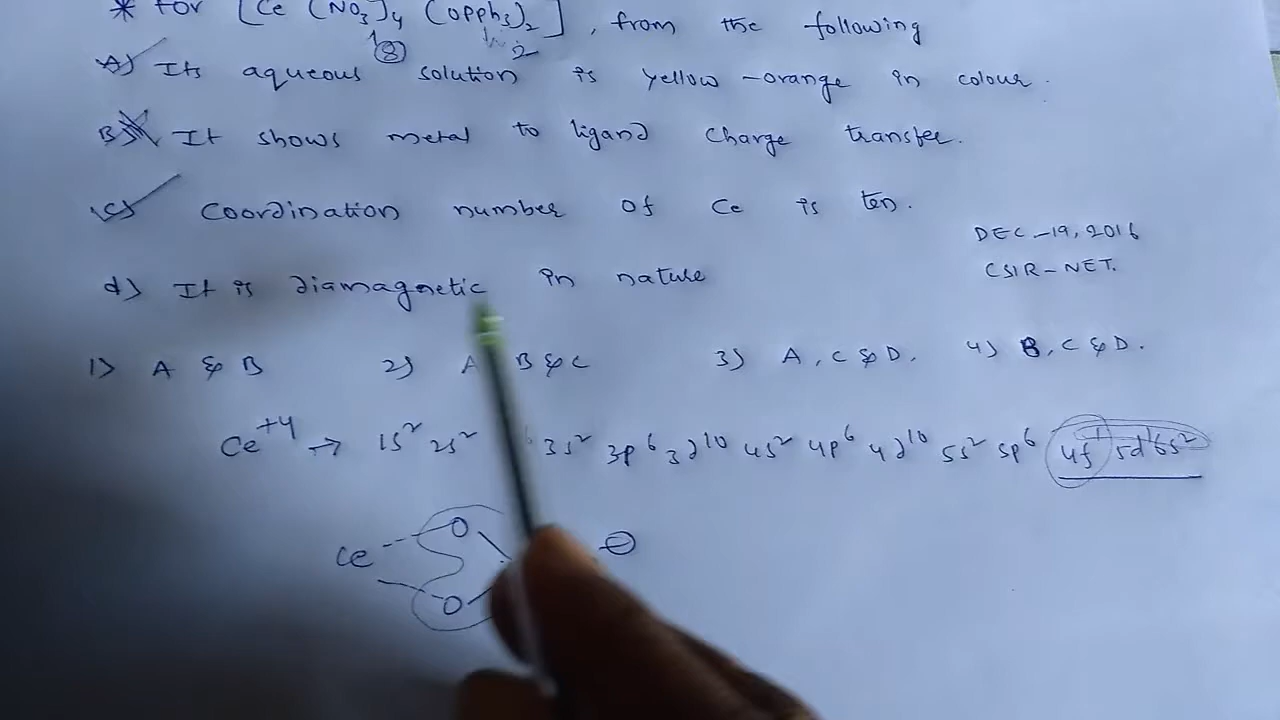 * For [Ce (NO3)4 (OPPh3)2], from the following
8 2
A) Its aqueous solution is yellow-orange in colour.
B) It shows metal to ligand charge transfer.
C) Coordination number of Ce is ten.
DEC-19, 2016
CSIR-NET.
d) It is diamagnetic in nature
1) A & B 2) A B & C 3) A, C & D. 4) B, C & D.
Ce+4 → 1s2 2s2 6 3s2 3p6 3d10 4s2 4p6 4d10 5s2 5p6 4f1 5d1 6s2
Ce O O ⊖